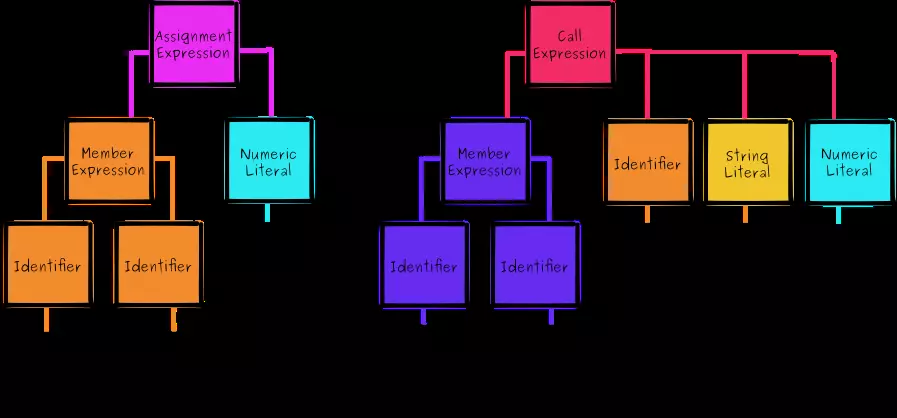 Assignment
Expression
Call
Expression
Member
Expression
Numeric
Literal
Member
Expression
Identifier
String
Literal
Numeric
Literal
Identifier
Identifier
Identifier
Identifier